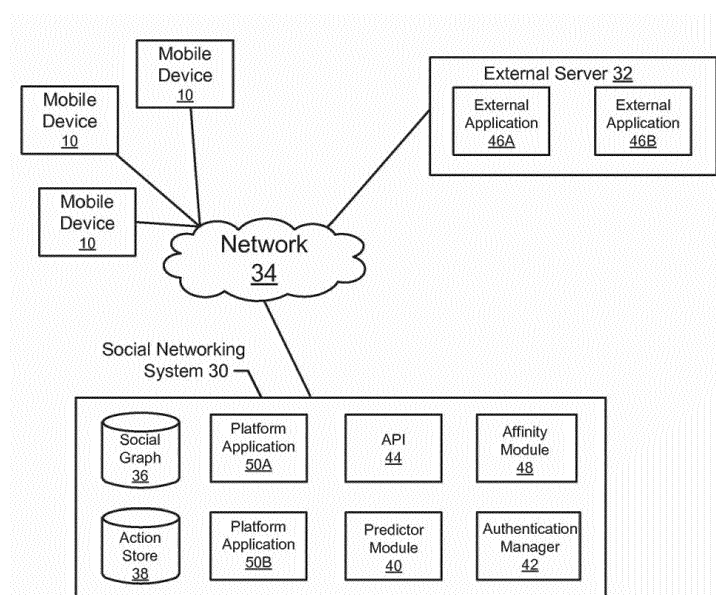 Mobile
Device
10
Mobile
Device
10
Mobile
Device
10
External Server 32
External
Application
46A
External
Application
46B
Network
34
Social Networking
System 30
Social
Graph
36
Platform
Application
50A
API
44
Affinity
Module
48
Action
Store
38
Platform
Application
50B
Predictor
Module
40
Authentication
Manager
42